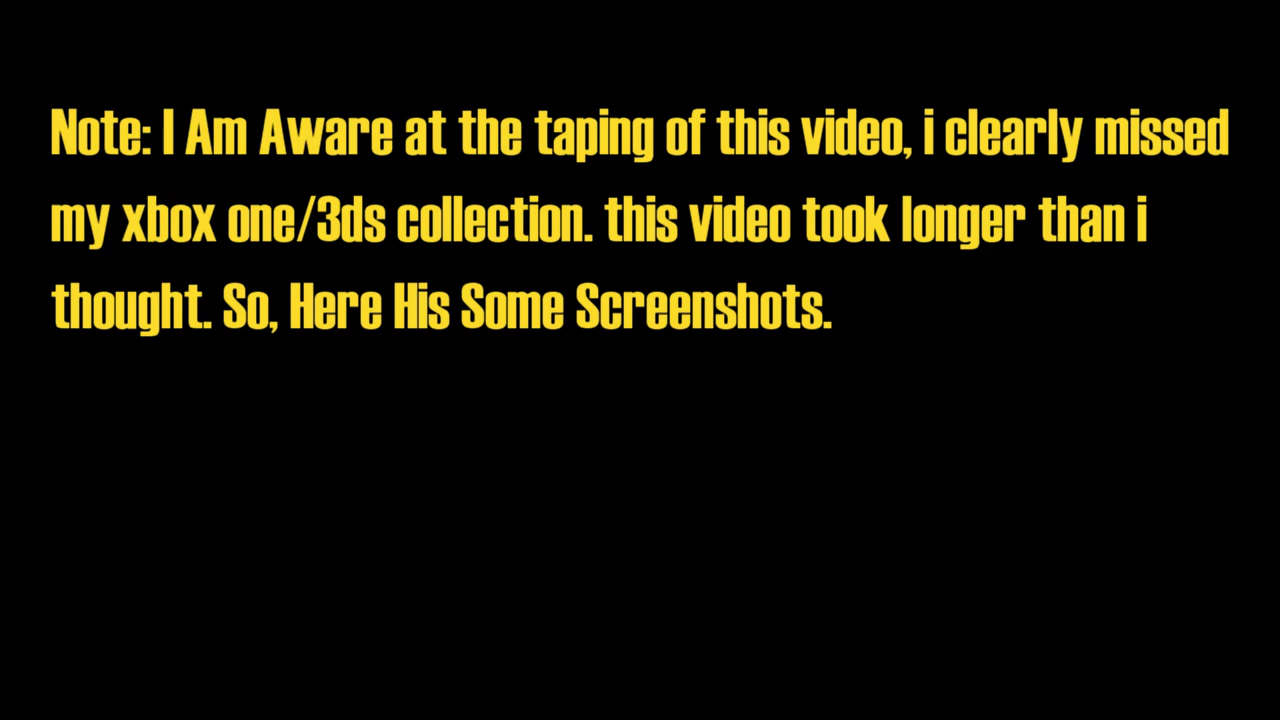 Note: I Am Aware at the taping of this video, i clearly missed
my xbox one/3ds collection. this video took longer than i
thought. So, Here His Some Screenshots.